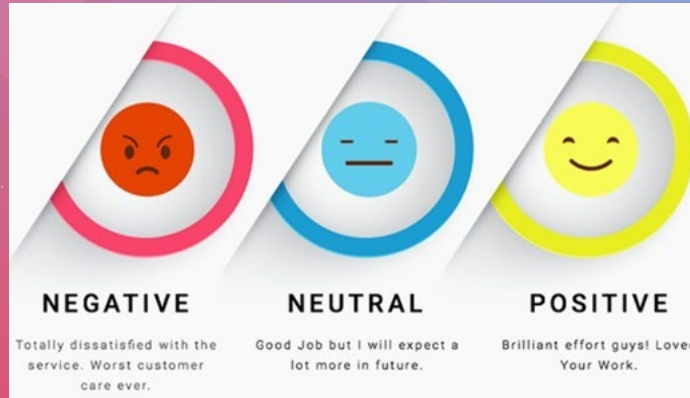 NEGATIVE
Totally dissatisfied with the
service. Worst customer
care ever.
NEUTRAL
Good Job but I will expect a
lot more in future.
POSITIVE
Brilliant effort guys! Love
Your Work.